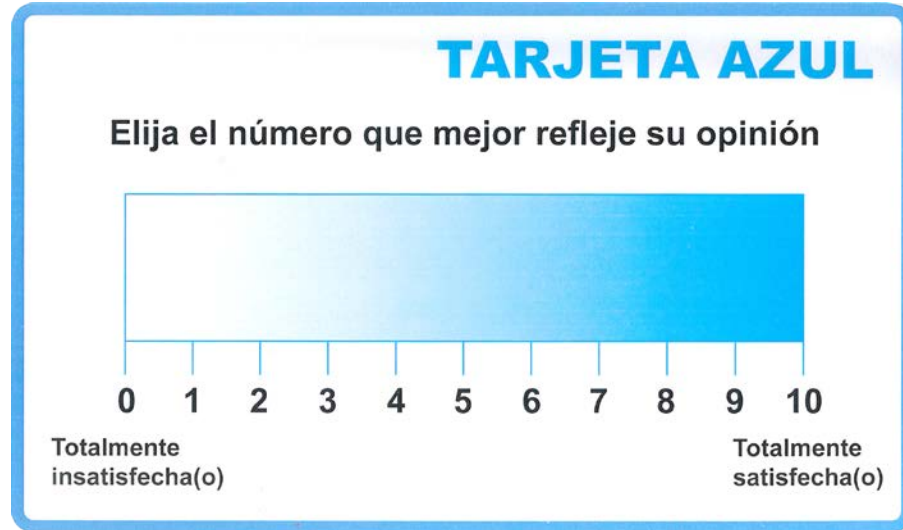 TARJETA AZUL
Elija el número que mejor refleje su opinión
0 1 2 3 4 5 6 7 8 9 10
Totalmente
insatisfecha(o)
Totalmente
satisfecha(o)